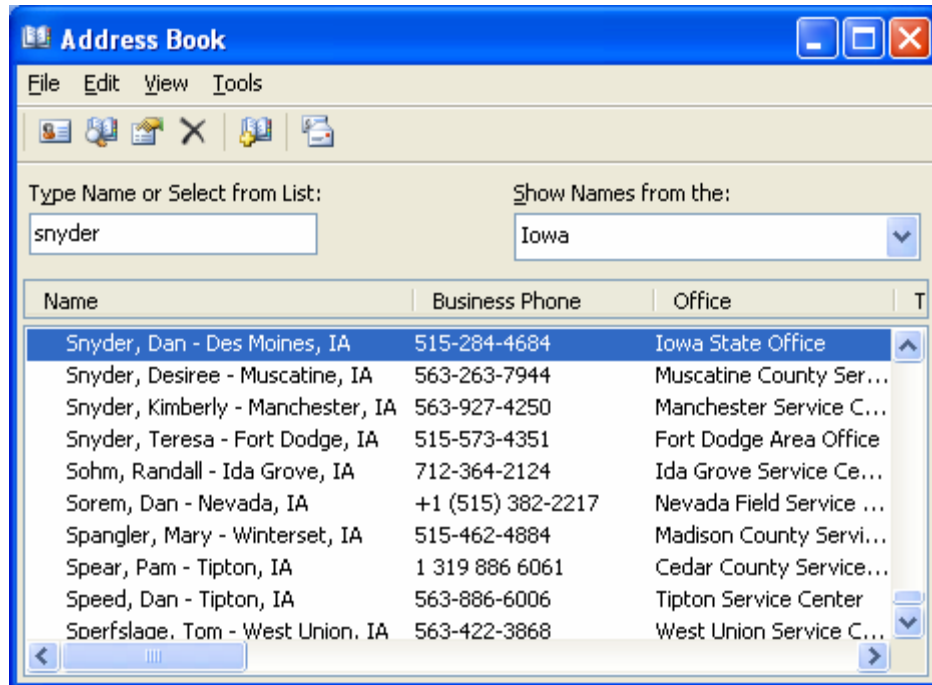 Address Book
File Edit View Tools
Type Name or Select from List: Show Names from the:
snyder Iowa
Name Business Phone Office T
Snyder, Dan - Des Moines, IA 515-284-4684 Iowa State Office
Snyder, Desiree - Muscatine, IA 563-263-7944 Muscatine County Ser...
Snyder, Kimberly - Manchester, IA 563-927-4250 Manchester Service C...
Snyder, Teresa - Fort Dodge, IA 515-573-4351 Fort Dodge Area Office
Sohm, Randall - Ida Grove, IA 712-364-2124 Ida Grove Service Ce...
Sorem, Dan - Nevada, IA +1 (515) 382-2217 Nevada Field Service ...
Spangler, Mary - Winterset, IA 515-462-4884 Madison County Servi...
Spear, Pam - Tipton, IA 1 319 886 6061 Cedar County Service...
Speed, Dan - Tipton, IA 563-886-6006 Tipton Service Center
Sperfslage, Tom - West Union, IA 563-422-3868 West Union Service C...